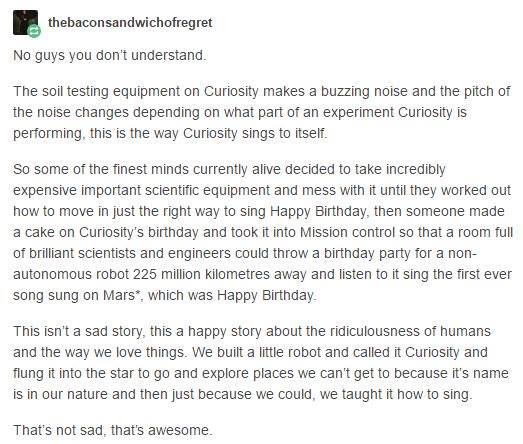 thebaconsandwichofregret
No guys you don't understand.
The soil testing equipment on Curiosity makes a buzzing noise and the pitch of
the noise changes depending on what part of an experiment Curiosity is
performing, this is the way Curiosity sings to itself.
So some of the finest minds currently alive decided to take incredibly
expensive important scientific equipment and mess with it until they worked out
how to move in just the right way to sing Happy Birthday, then someone made
a cake on Curiosity's birthday and took it into Mission control so that a room full
of brilliant scientists and engineers could throw a birthday party for a non-
autonomous robot 225 million kilometres away and listen to it sing the first ever
song sung on Mars*, which was Happy Birthday.
This isn't a sad story, this a happy story about the ridiculousness of humans
and the way we love things. We built a little robot and called it Curiosity and
flung it into the star to go and explore places we can't get to because it's name
is in our nature and then just because we could, we taught it how to sing.
That's not sad, that's awesome.